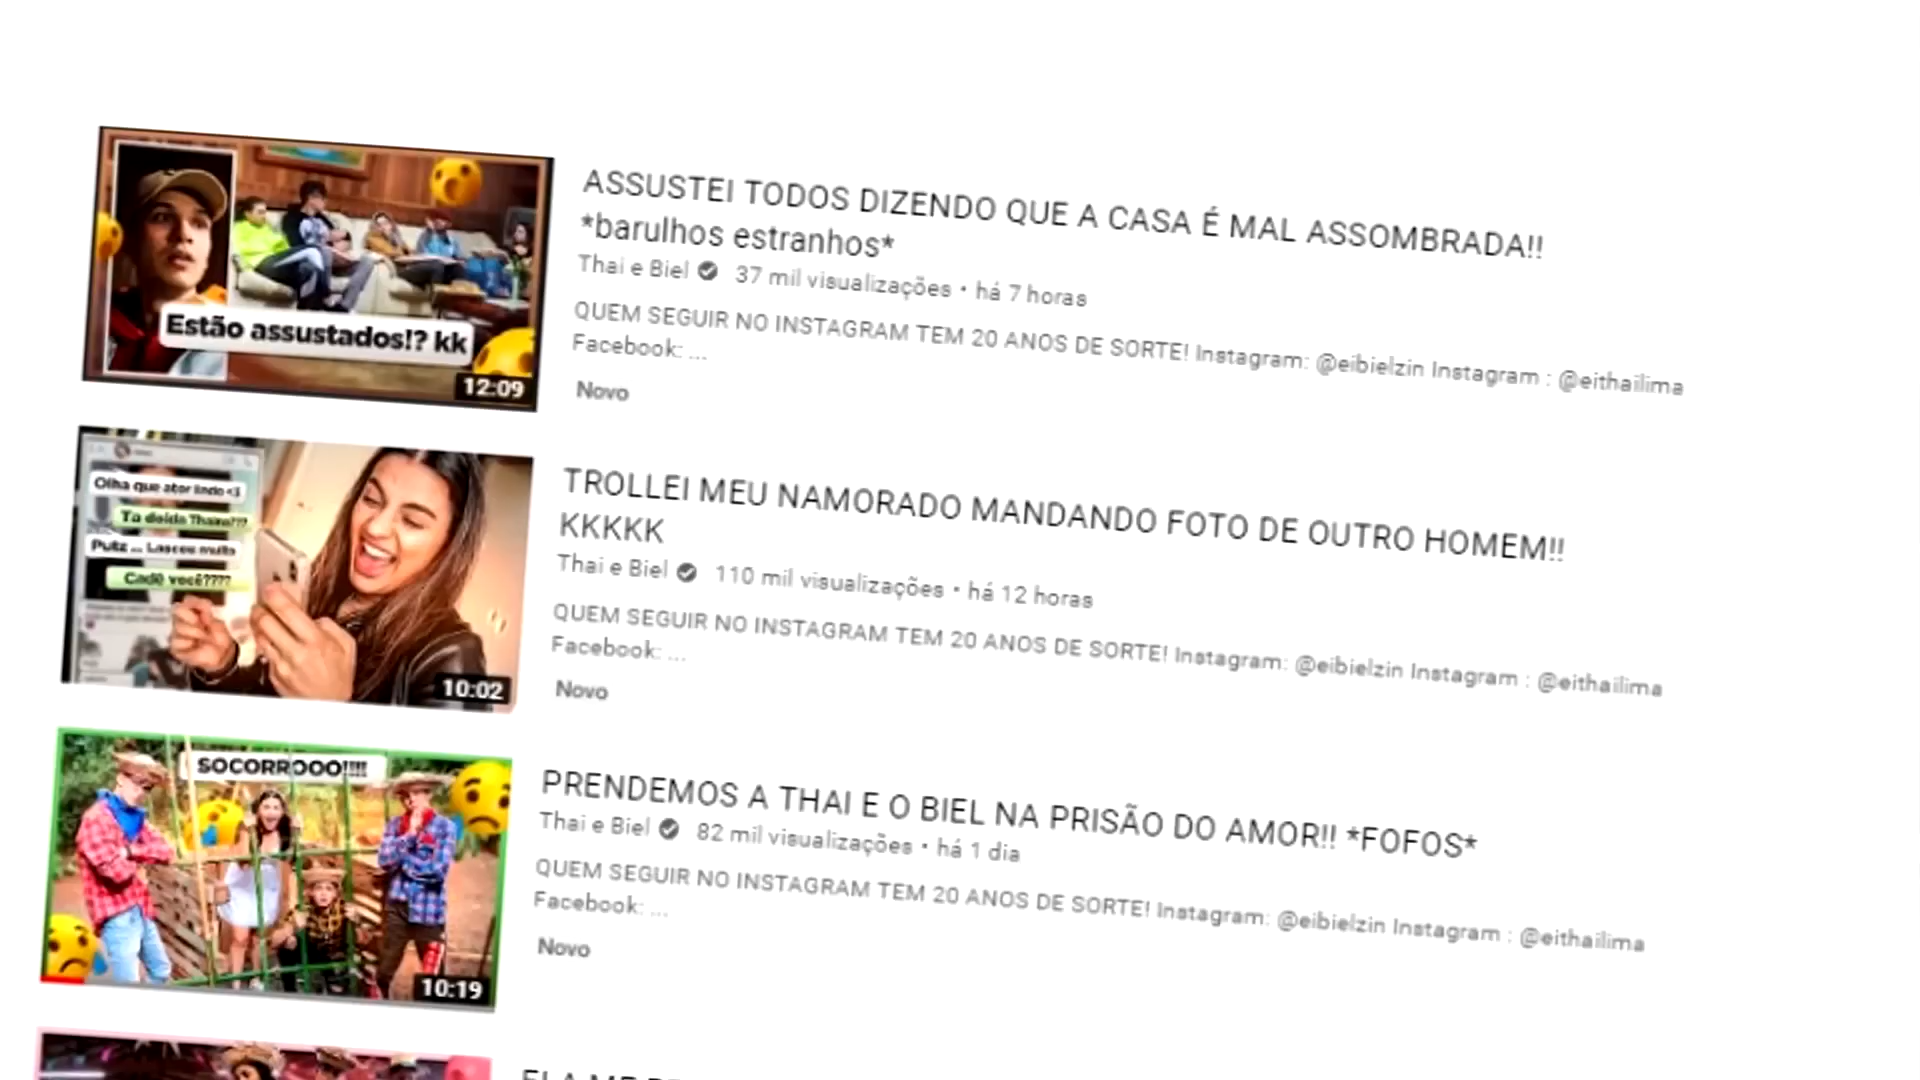 ASSUSTEI TODOS DIZENDO QUE A CASA É MAL ASSOMBRADA!!
*barulhos estranhos*
Thai e Biel 37 mil visualizações • há 7 horas
QUEM SEGUIR NO INSTAGRAM TEM 20 ANOS DE SORTE! Instagram: @eibielzin Instagram : @eithailima
Facebook: ...
Novo
Estão assustados!? kk
12:09
TROLLEI MEU NAMORADO MANDANDO FOTO DE OUTRO HOMEM!!
KKKKK
Thai e Biel 110 mil visualizações • há 12 horas
QUEM SEGUIR NO INSTAGRAM TEM 20 ANOS DE SORTE! Instagram: @eibielzin Instagram : @eithailima
Facebook: ...
Novo
Olha que ator lindo <3
Ta doida Thaina???
Putz ... Lascou muito
Cadê você????
10:02
PRENDEMOS A THAI E O BIEL NA PRISÃO DO AMOR!! *FOFOS*
Thai e Biel 82 mil visualizações • há 1 dia
QUEM SEGUIR NO INSTAGRAM TEM 20 ANOS DE SORTE! Instagram: @eibielzin Instagram : @eithailima
Facebook: ...
Novo
SOCORROOO!!!!
10:19